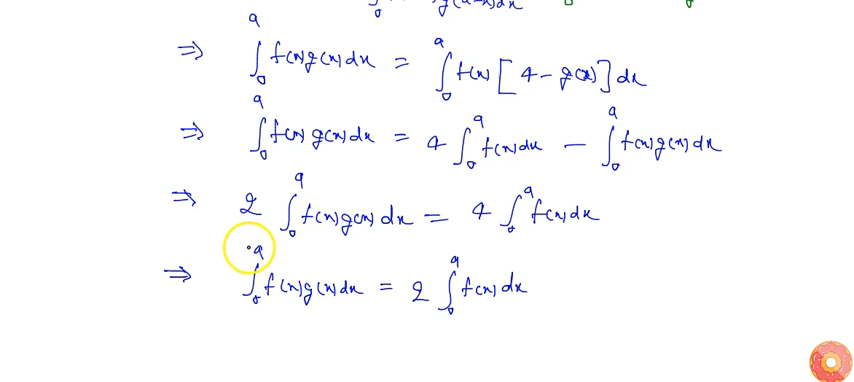 ⇒ ∫₀ᵃ f(x)g(x)dx = ∫₀ᵃ f(x)[4-g(x)]dx
⇒ ∫₀ᵃ f(x)g(x)dx = 4∫₀ᵃ f(x)dx - ∫₀ᵃ f(x)g(x)dx
⇒ 2∫₀ᵃ f(x)g(x)dx = 4∫₀ᵃ f(x)dx
⇒ ∫₀ᵃ f(x)g(x)dx = 2∫₀ᵃ f(x)dx